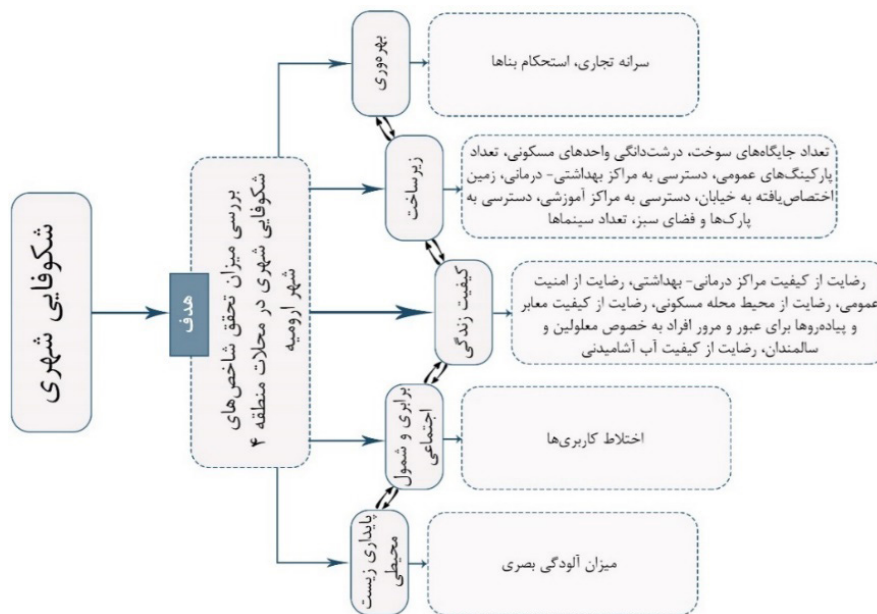 شکوفایی شهری
هدف
بررسی میزان تحقق شاخص‌های
شکوفایی شهری در محلات منطقه ۴
شهر ارومیه
بهره‌وری
سرانه تجاری، استحکام بناها
زیرساخت
تعداد جایگاه‌های سوخت، درشت‌دانگی واحدهای مسکونی، تعداد
پارکینگ‌های عمومی، دسترسی به مراکز بهداشتی- درمانی، زمین
اختصاص‌یافته به خیابان، دسترسی به مراکز آموزشی، دسترسی به
پارک‌ها و فضای سبز، تعداد سینماها
کیفیت زندگی
رضایت از کیفیت مراکز درمانی- بهداشتی، رضایت از امنیت
عمومی، رضایت از محیط محله مسکونی، رضایت از کیفیت معابر
و پیاده‌روها برای عبور و مرور افراد به خصوص معلولین و
سالمندان، رضایت از کیفیت آب آشامیدنی
برابری و شمول
اجتماعی
اختلاط کاربری‌ها
پایداری زیست
محیطی
میزان آلودگی بصری